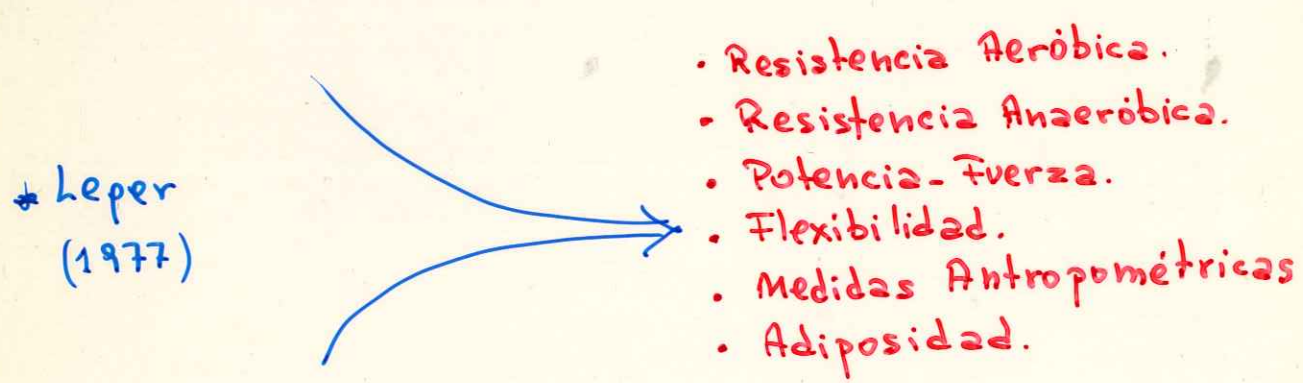 * Leper
(1977)
• Resistencia Aeróbica.
• Resistencia Anaeróbica.
• Potencia-Fuerza.
• Flexibilidad.
• Medidas Antropométricas
• Adiposidad.